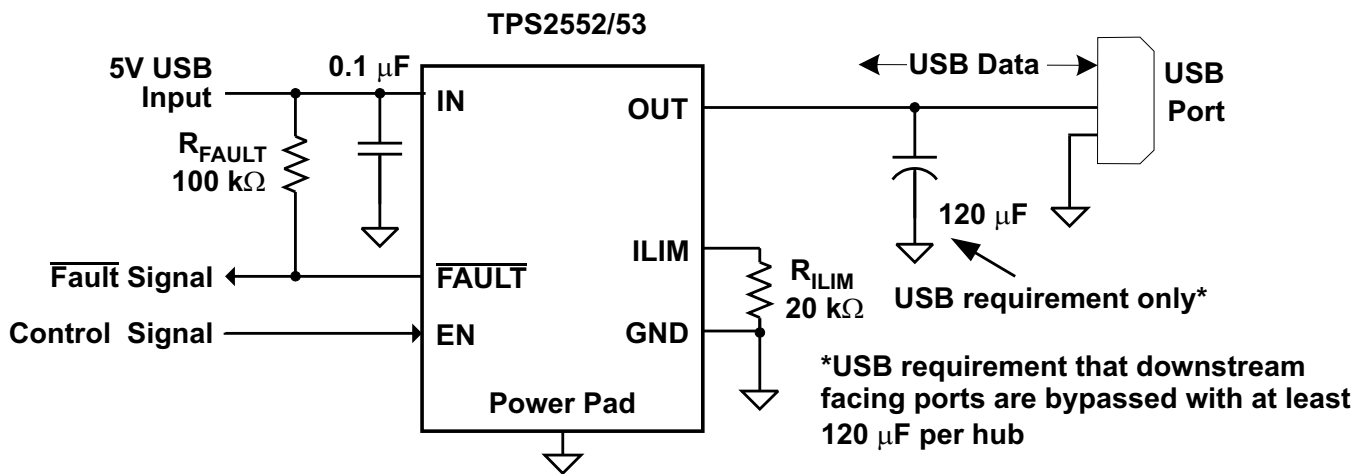 TPS2552/53
5V USB
Input
0.1 μF
IN
OUT
USB Data
USB
Port
R_FAULT
100 kΩ
120 μF
Fault Signal
FAULT
ILIM
R_ILIM
20 kΩ
USB requirement only*
Control Signal
EN
GND
Power Pad
*USB requirement that downstream
facing ports are bypassed with at least
120 μF per hub